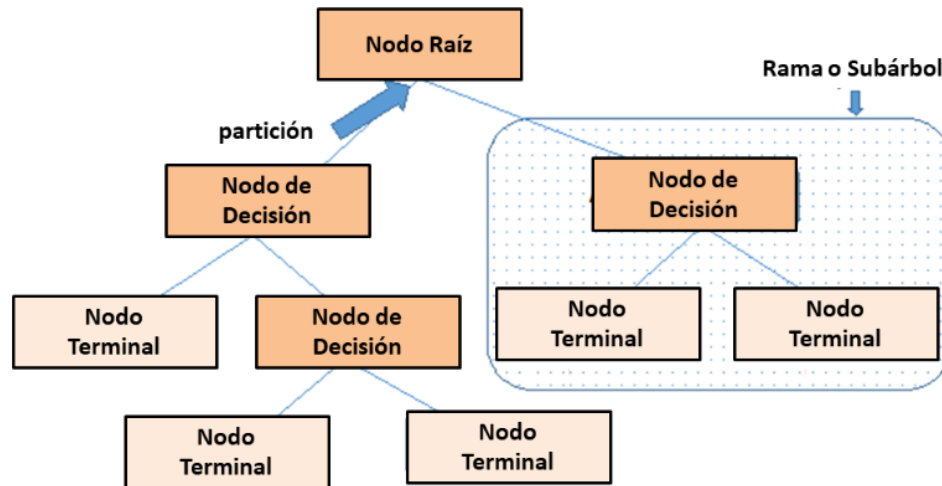 Nodo Raíz
Rama o Subárbol
partición
Nodo de
Decisión
Nodo de
Decisión
Nodo
Terminal
Nodo de
Decisión
Nodo
Terminal
Nodo
Terminal
Nodo
Terminal
Nodo
Terminal